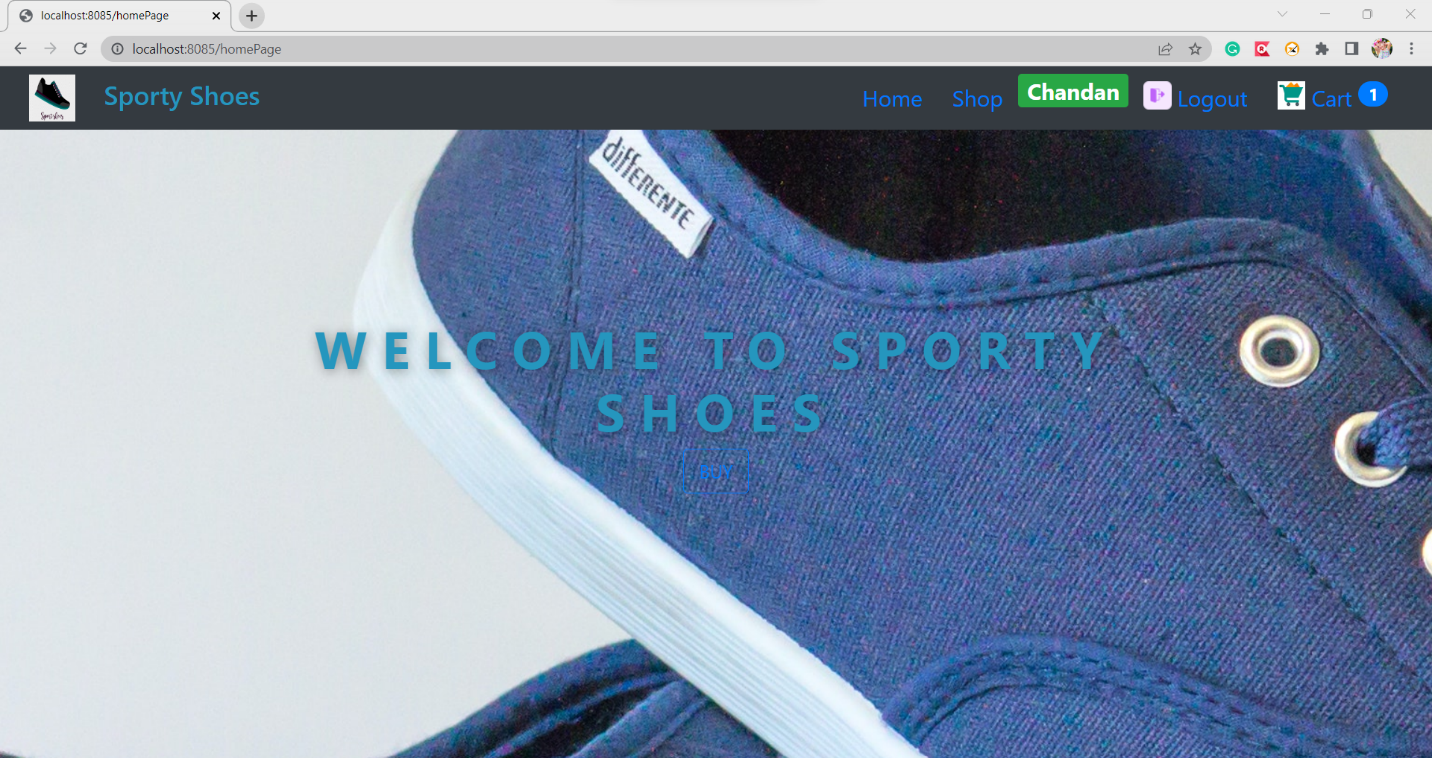 localhost:8085/homePage
localhost:8085/homePage
Sporty Shoes
Home Shop Chandan Logout Cart 1
diffERENTE
WELCOME TO SPORTY
SHOES
BUY